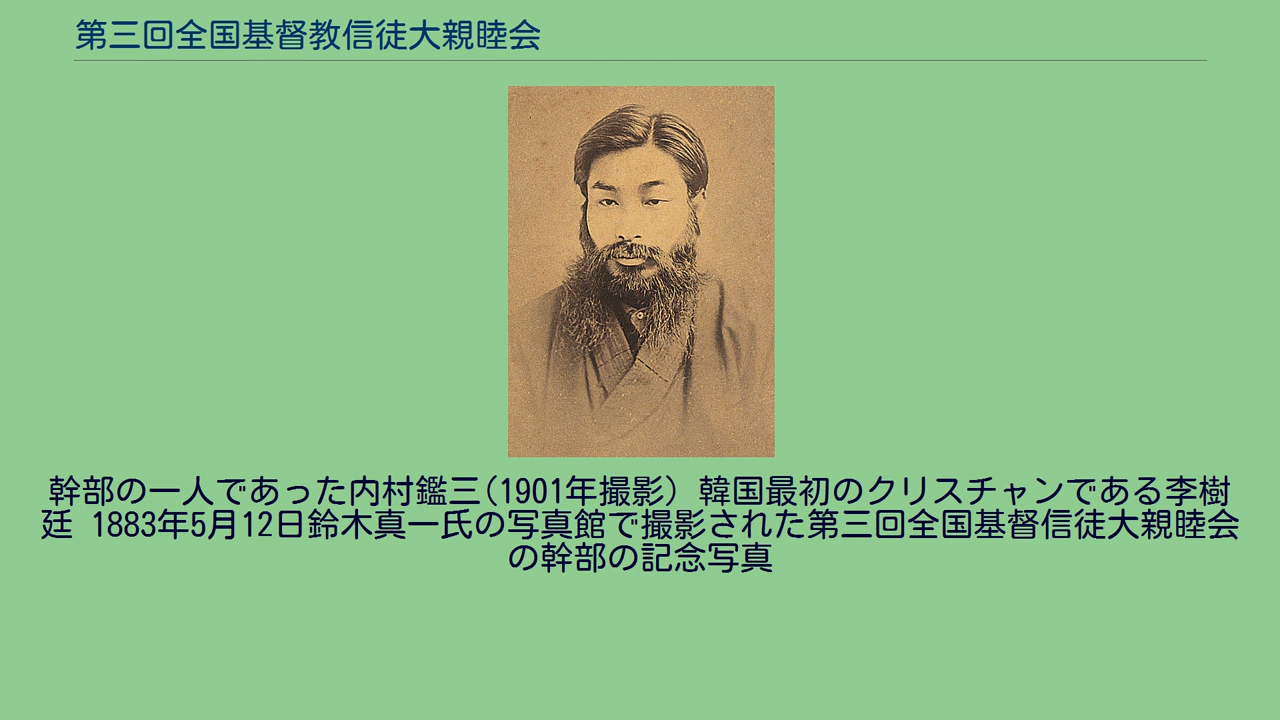 第三回全国基督教信徒大親睦会
幹部の一人であった内村鑑三(1901年撮影) 韓国最初のクリスチャンである李樹
廷 1883年5月12日鈴木真一氏の写真館で撮影された第三回全国基督信徒大親睦会
の幹部の記念写真